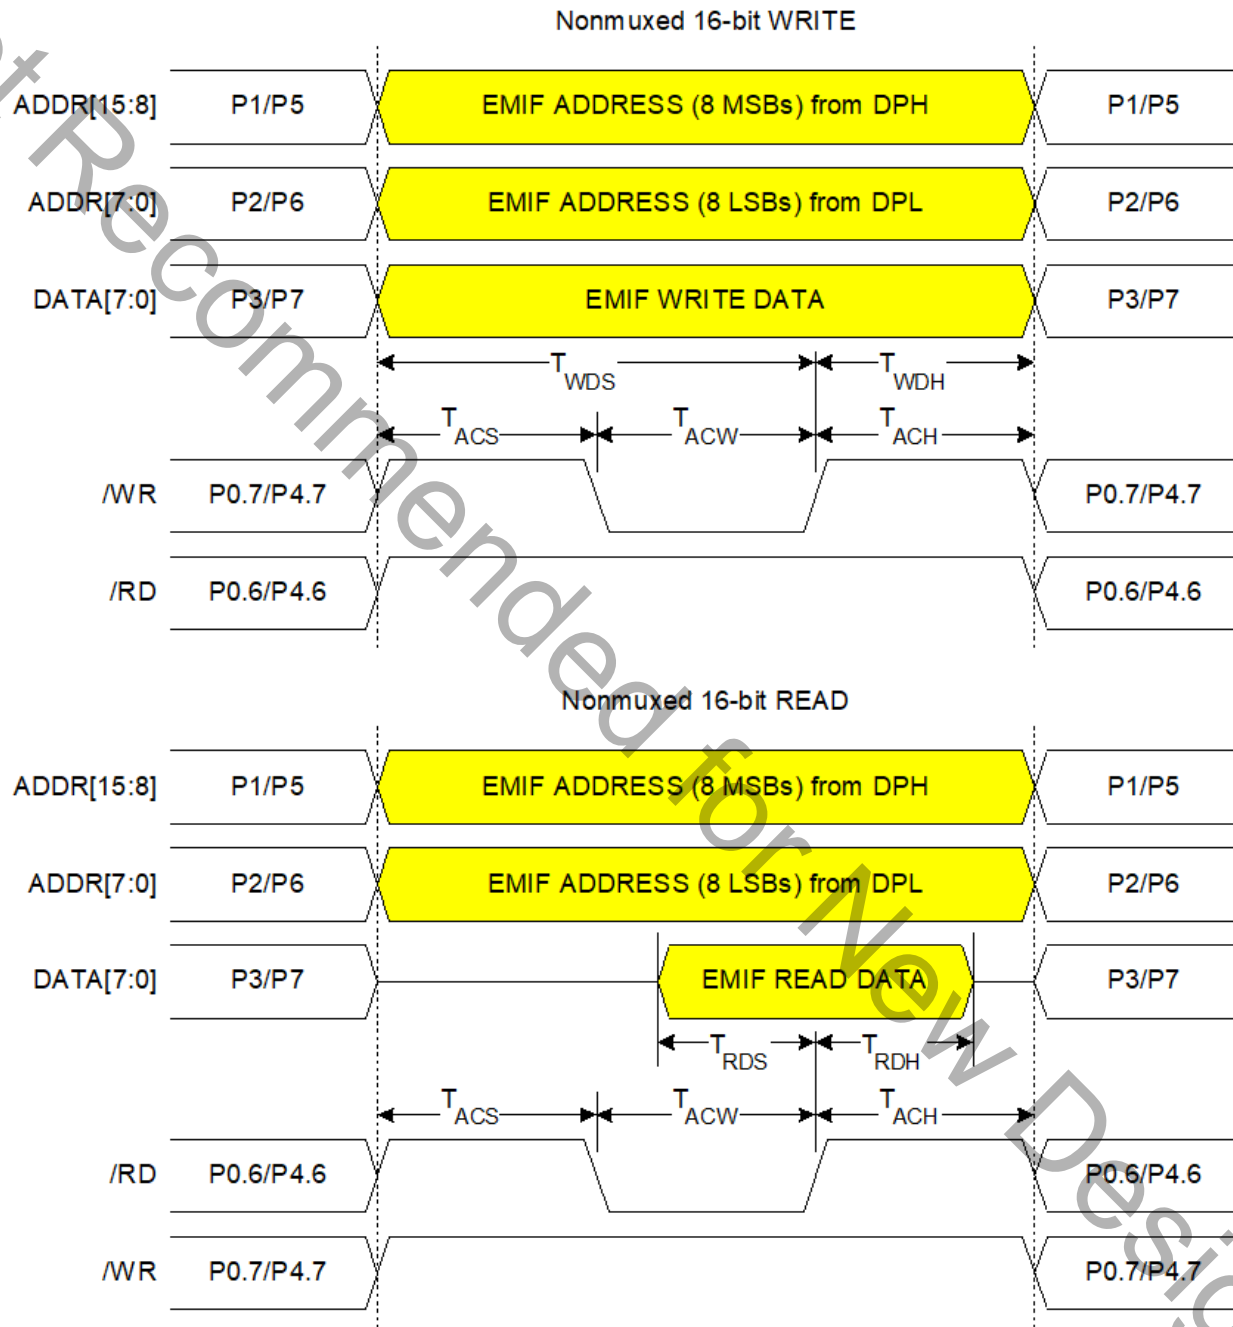 Nonmuxed 16-bit WRITE
ADDR[15:8] P1/P5 EMIF ADDRESS (8 MSBs) from DPH P1/P5
ADDR[7:0] P2/P6 EMIF ADDRESS (8 LSBs) from DPL P2/P6
DATA[7:0] P3/P7 EMIF WRITE DATA P3/P7
TWDS TWDH
TACS TACW TACH
/WR P0.7/P4.7 P0.7/P4.7
/RD P0.6/P4.6 P0.6/P4.6
Nonmuxed 16-bit READ
ADDR[15:8] P1/P5 EMIF ADDRESS (8 MSBs) from DPH P1/P5
ADDR[7:0] P2/P6 EMIF ADDRESS (8 LSBs) from DPL P2/P6
DATA[7:0] P3/P7 EMIF READ DATA P3/P7
TRDS TRDH
TACS TACW TACH
/RD P0.6/P4.6 P0.6/P4.6
/WR P0.7/P4.7 P0.7/P4.7
Recommended for New